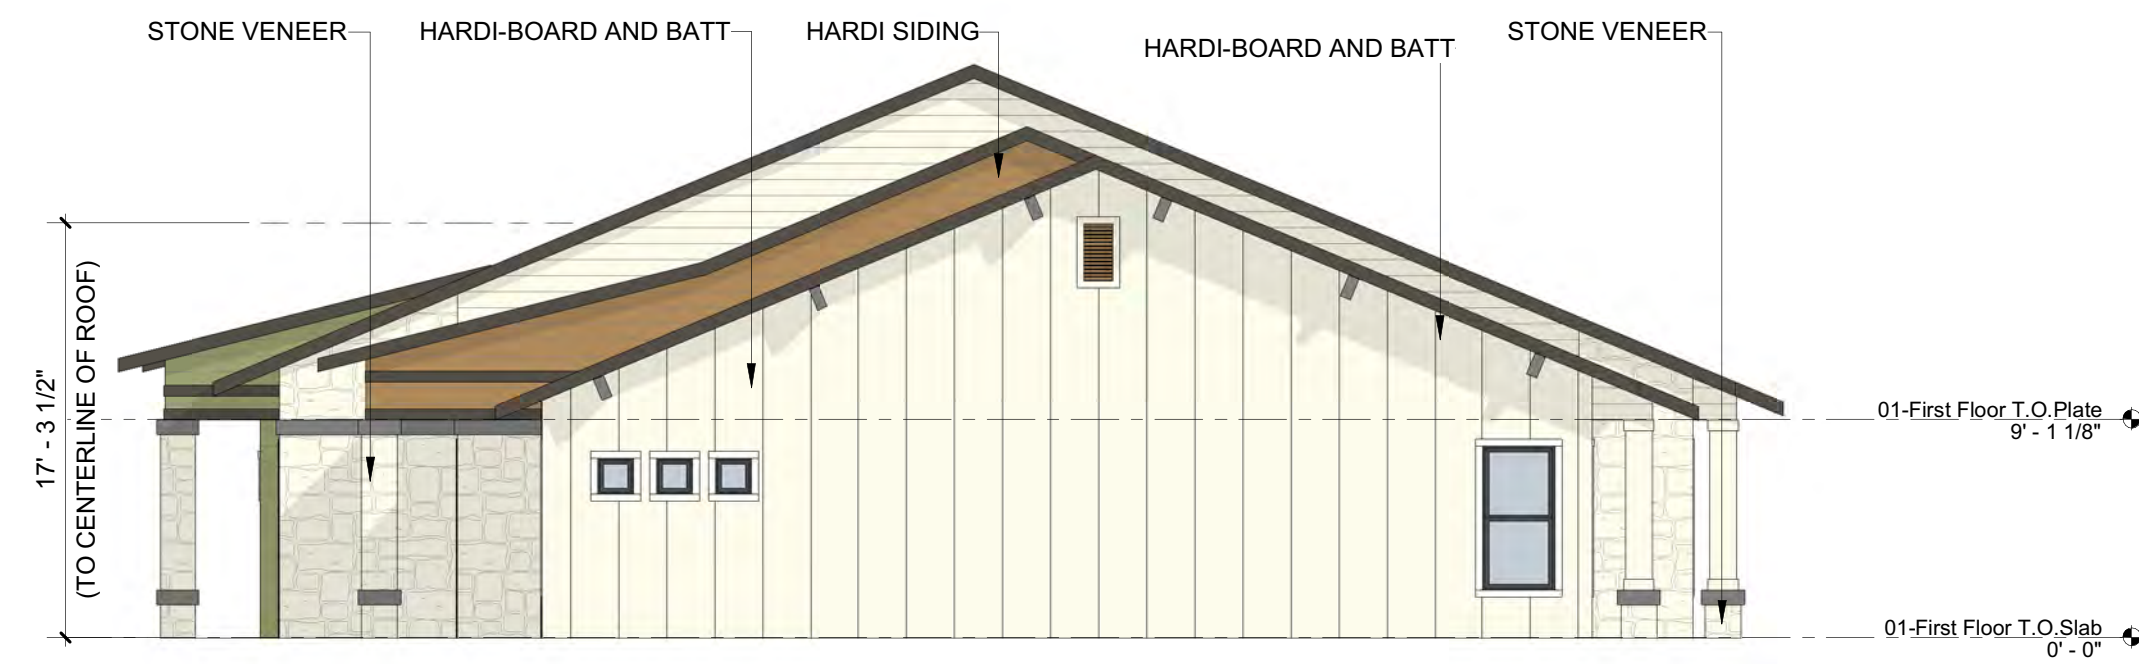 STONE VENEER
HARDI-BOARD AND BATT
HARDI SIDING
HARDI-BOARD AND BATT
STONE VENEER
17' - 3 1/2"
(TO CENTERLINE OF ROOF)
01-First Floor T.O.Plate
9' - 1 1/8"
01-First Floor T.O.Slab
0' - 0"